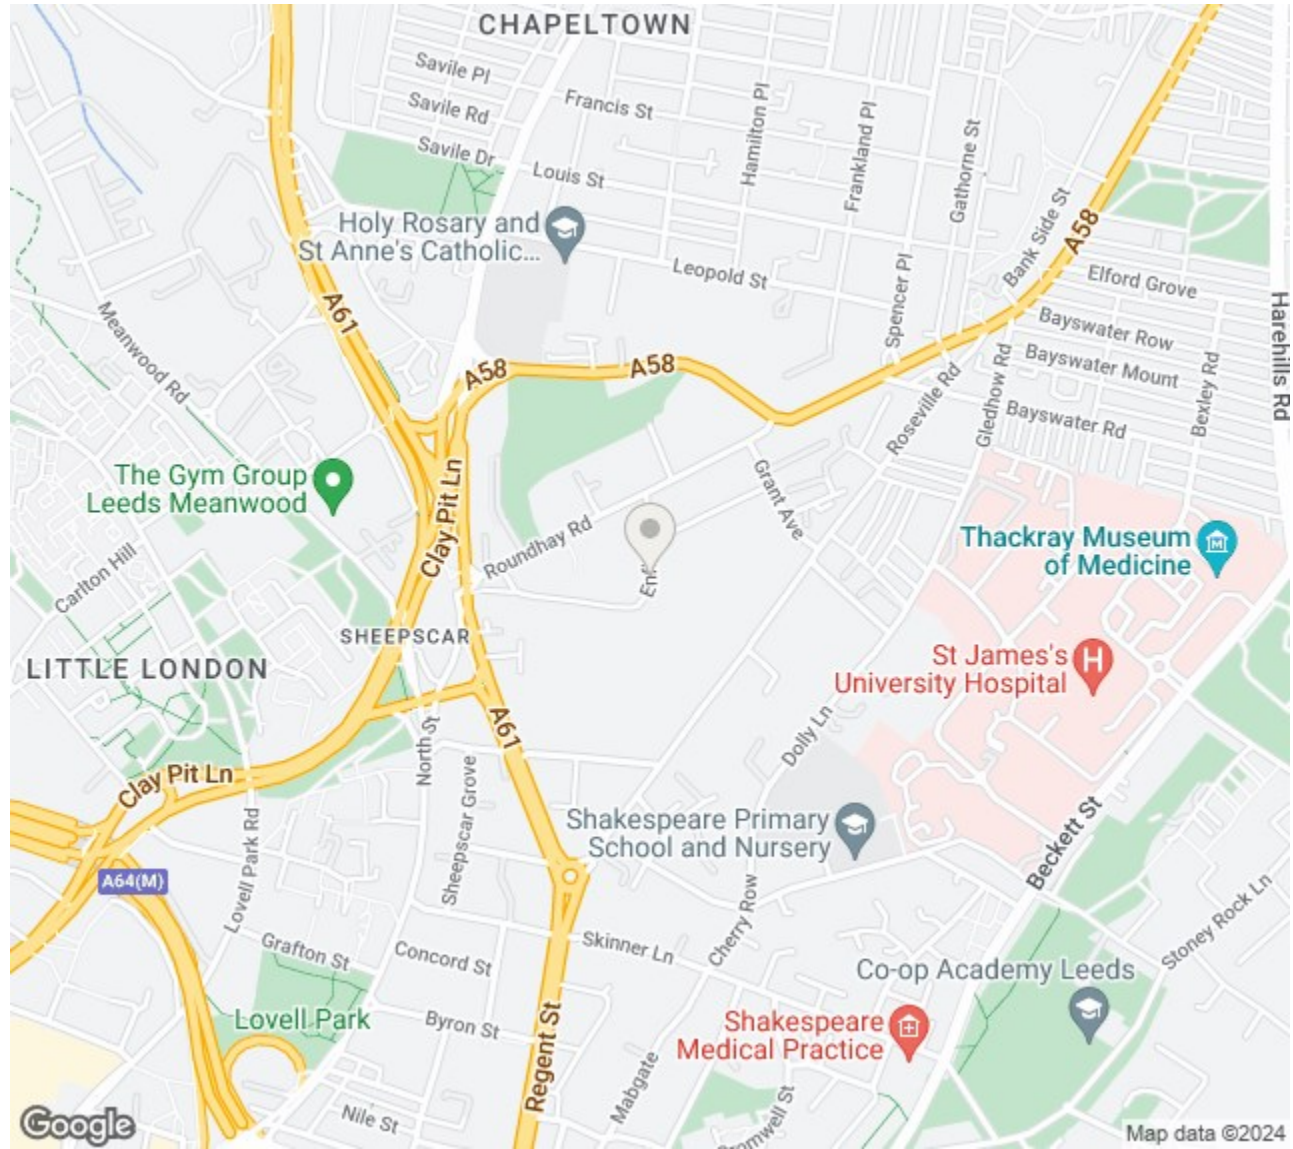 CHAPELTOWN
Savile Pl
Francis St
Savile Rd
Hamilton Pl
Frankland Pl
Gathorne St
Savile Dr
Louis St
Holy Rosary and
St Anne's Catholic...
Bank Side St
A58
Leopold St
Elford Grove
Spencer Pl
A61
Harehills Rd
Meanwood Rd
Bayswater Row
Bayswater Mount
Bexley Rd
A58
A58
Roseville Rd
Gledhow Rd
Bayswater Rd
The Gym Group
Leeds Meanwood
Clay Pit Ln
Grant Ave
Roundhay Rd
Thackray Museum
of Medicine
Carlton Hill
SHEEPSCAR
LITTLE LONDON
St James's
University Hospital
A61
North St
Dolly Ln
Clay Pit Ln
Sheepscar Grove
Shakespeare Primary
School and Nursery
Beckett St
A64(M)
Lovell Park Rd
Cherry Row
Stoney Rock Ln
Grafton St
Concord St
Skinner Ln
Co-op Academy Leeds
Lovell Park
Byron St
Regent St
Shakespeare
Medical Practice
Mabgate
Nile St
Google
Map data ©2024